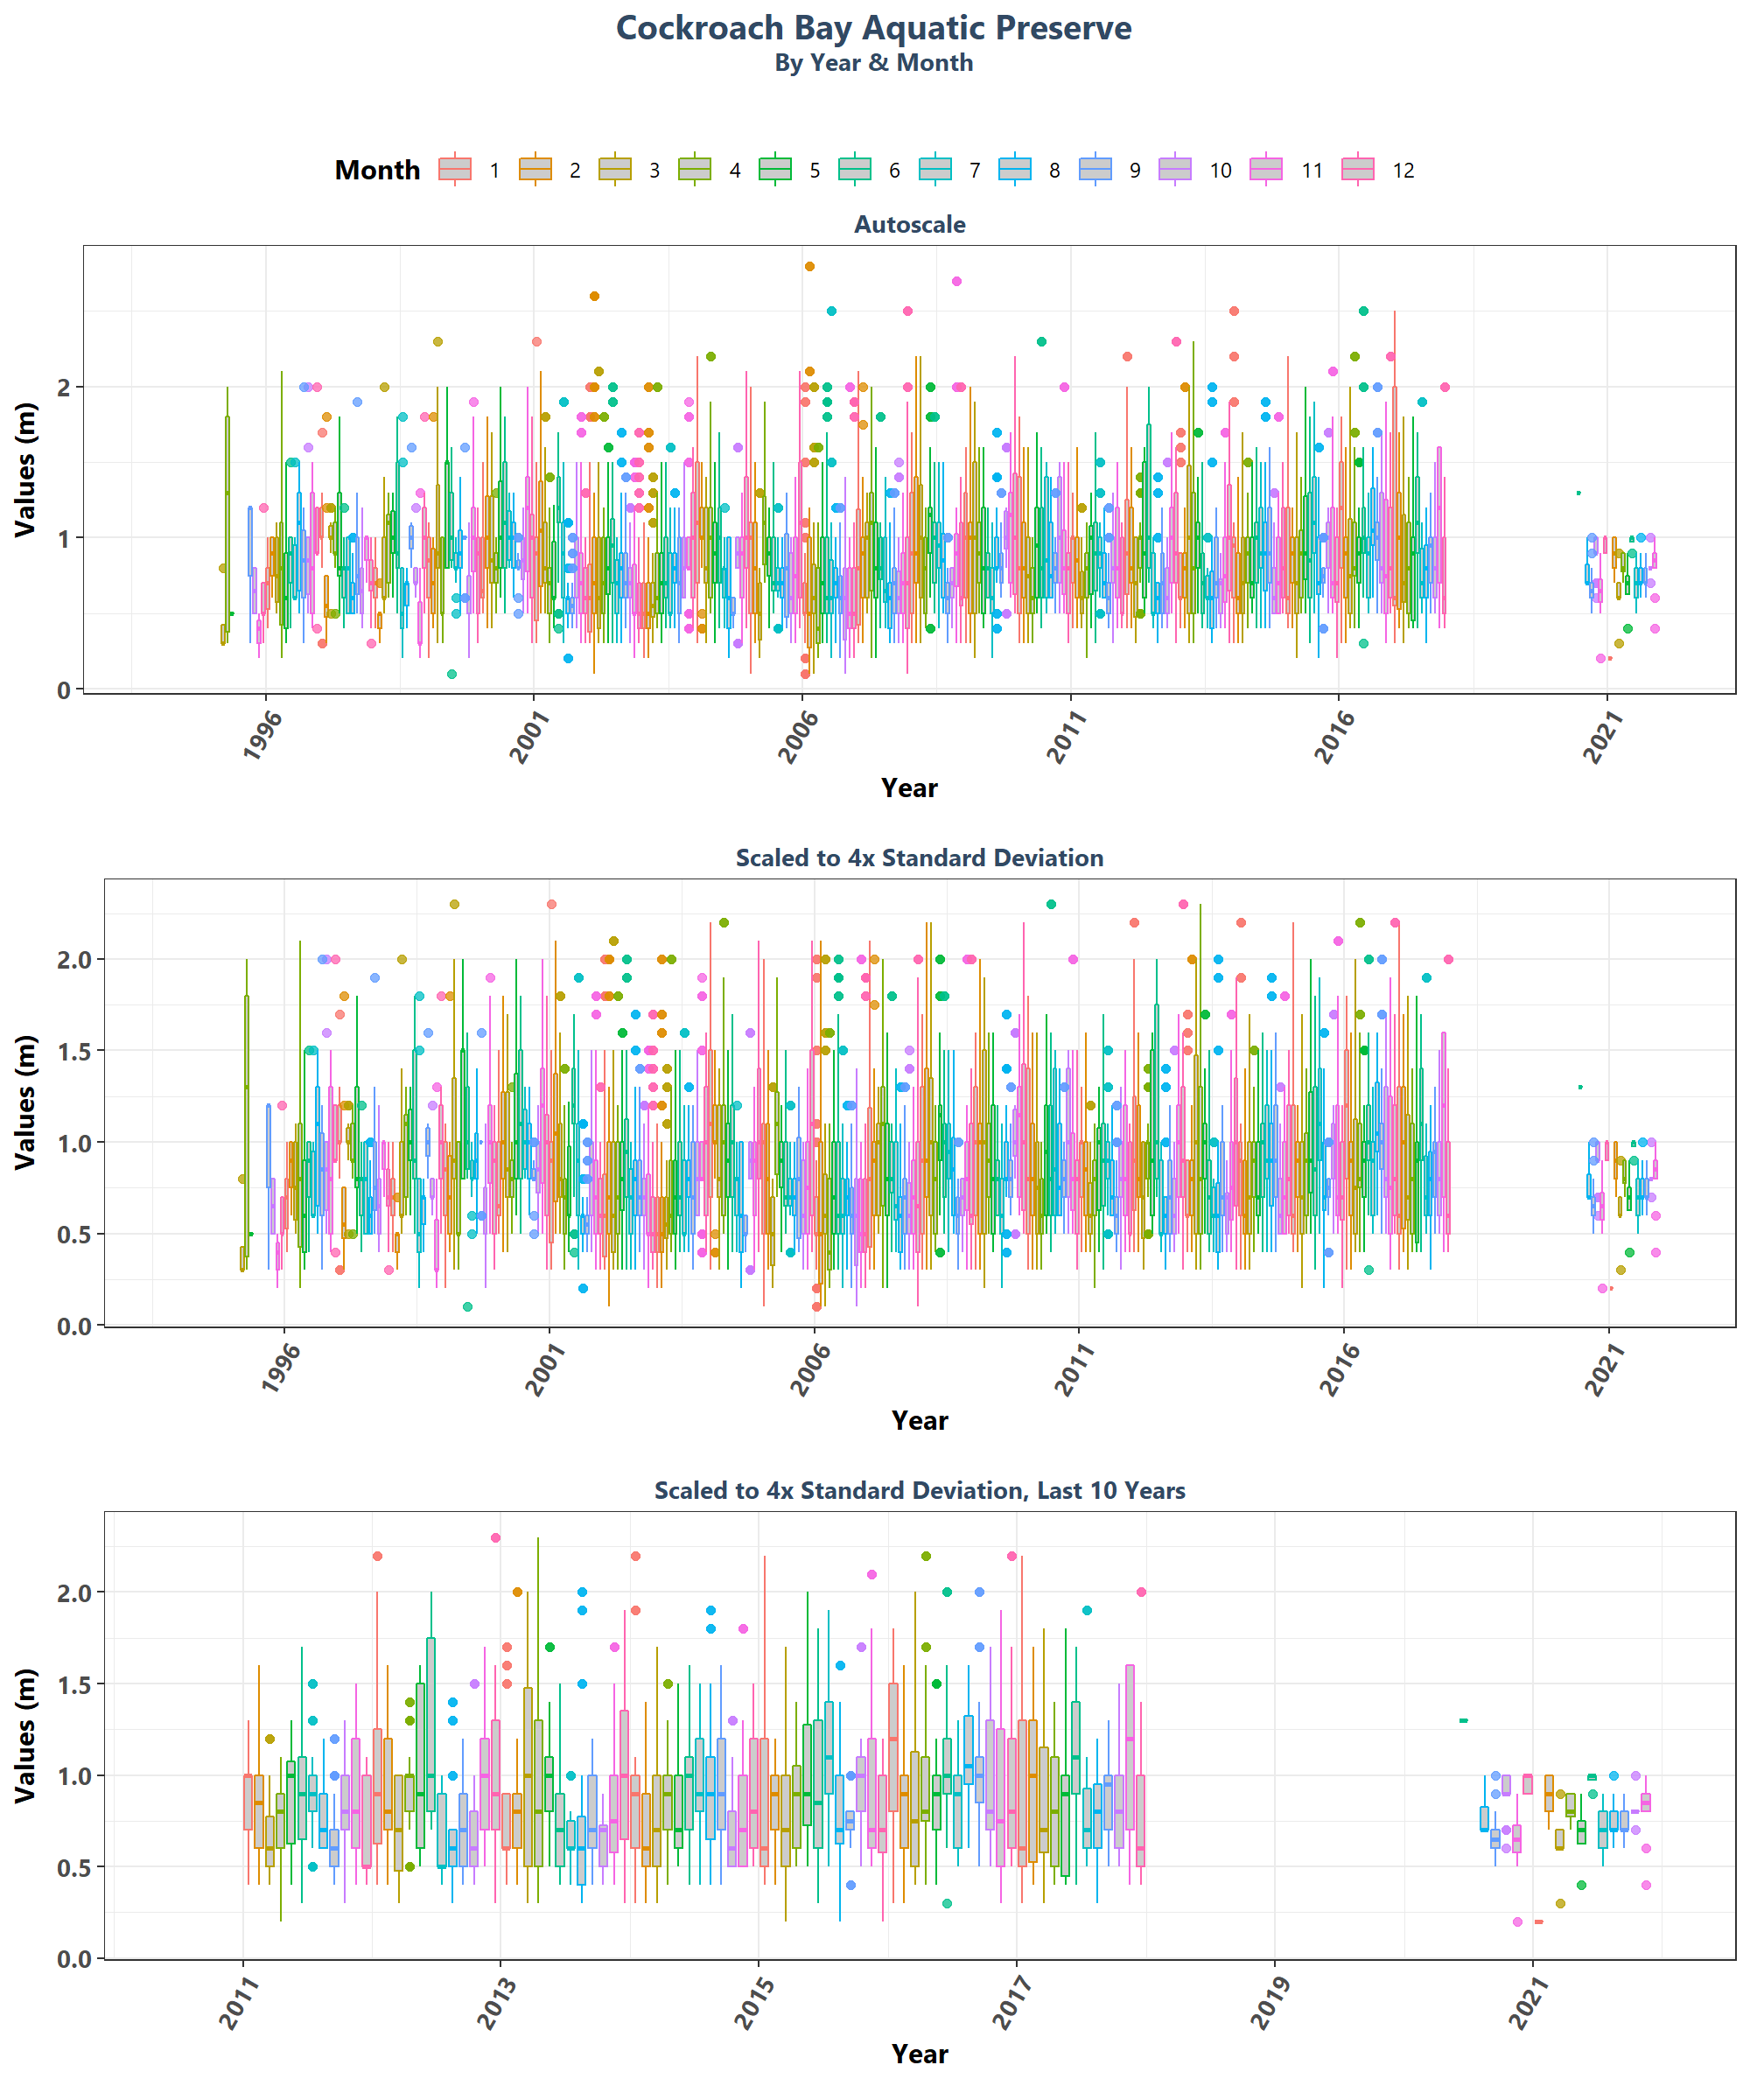 Cockroach Bay Aquatic Preserve
By Year & Month
Month 1 2 3 4 5 6 7 8 9 10 11 12
Autoscale
Values (m)
2
1
0
1996 2001 2006 2011 2016 2021
Year
Scaled to 4x Standard Deviation
Values (m)
2.0
1.5
1.0
0.5
0.0
1996 2001 2006 2011 2016 2021
Year
Scaled to 4x Standard Deviation, Last 10 Years
Values (m)
2.0
1.5
1.0
0.5
0.0
2011 2013 2015 2017 2019 2021
Year